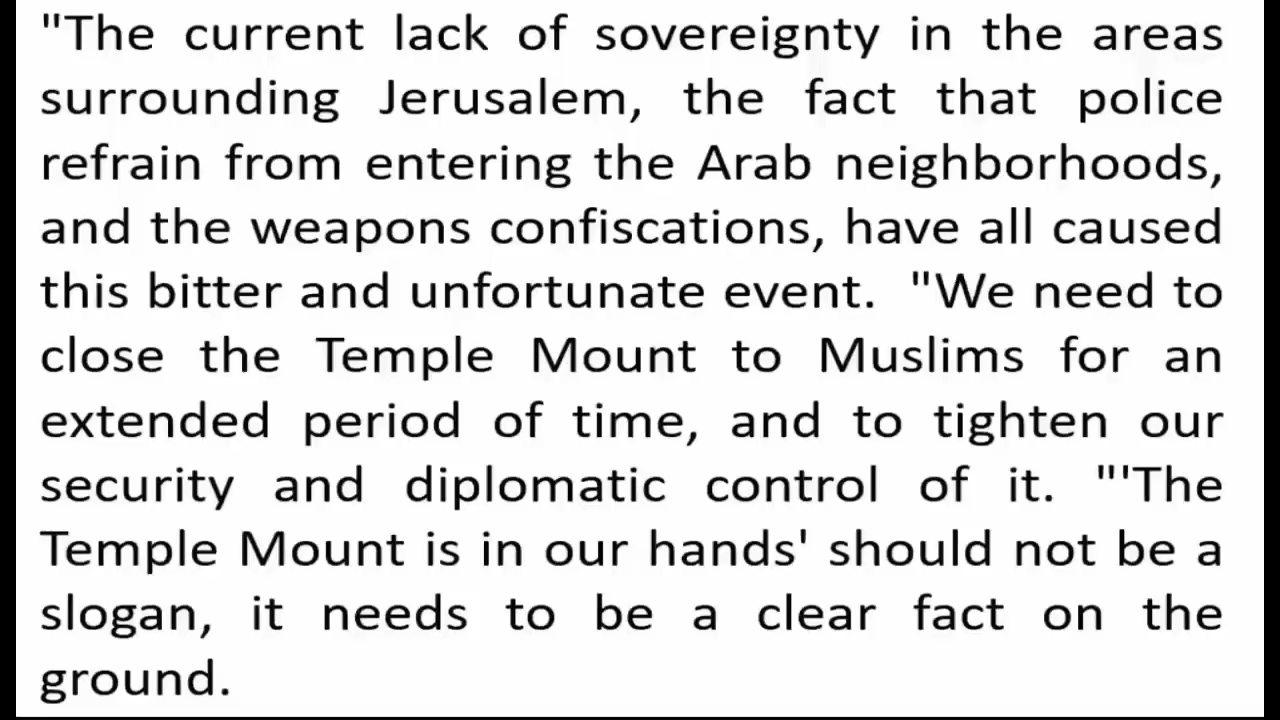 "The current lack of sovereignty in the areas
surrounding Jerusalem, the fact that police
refrain from entering the Arab neighborhoods,
and the weapons confiscations, have all caused
this bitter and unfortunate event.  "We need to
close the Temple Mount to Muslims for an
extended period of time, and to tighten our
security and diplomatic control of it. "'The
Temple Mount is in our hands' should not be a
slogan, it needs to be a clear fact on the
ground.